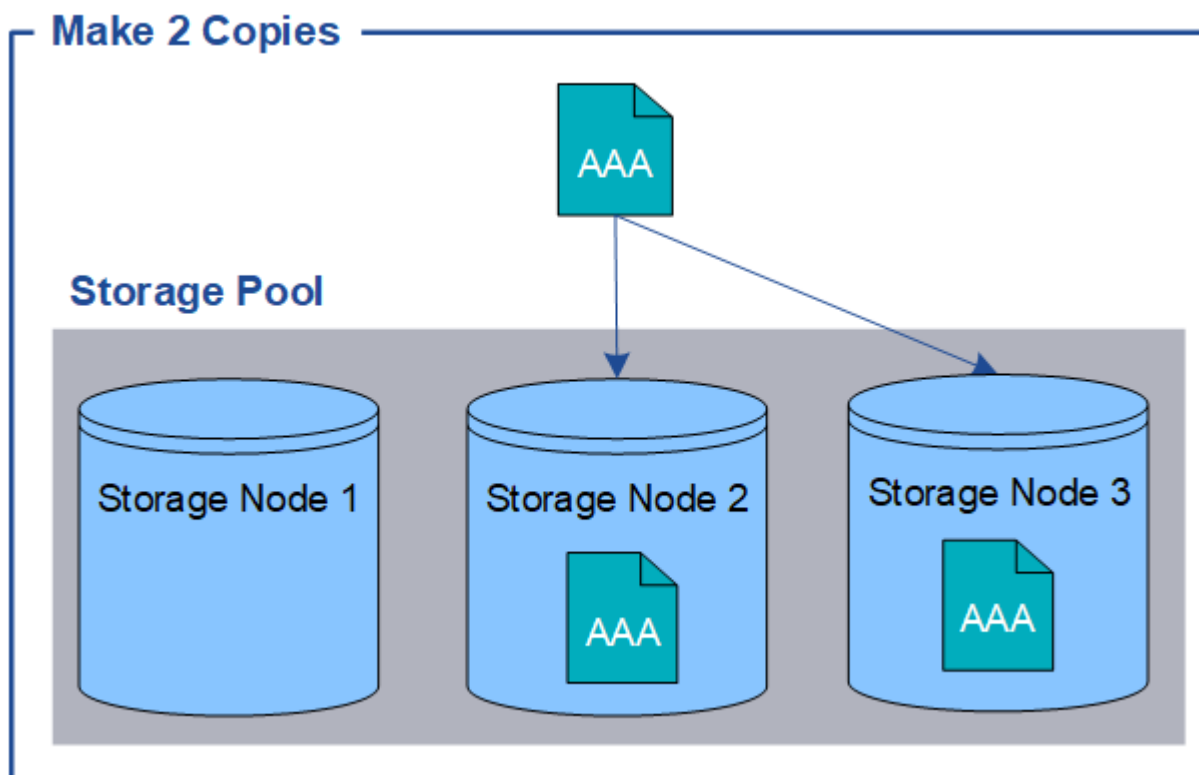 Make 2 Copies
AAA
Storage Pool
Storage Node 1
Storage Node 2
AAA
Storage Node 3
AAA